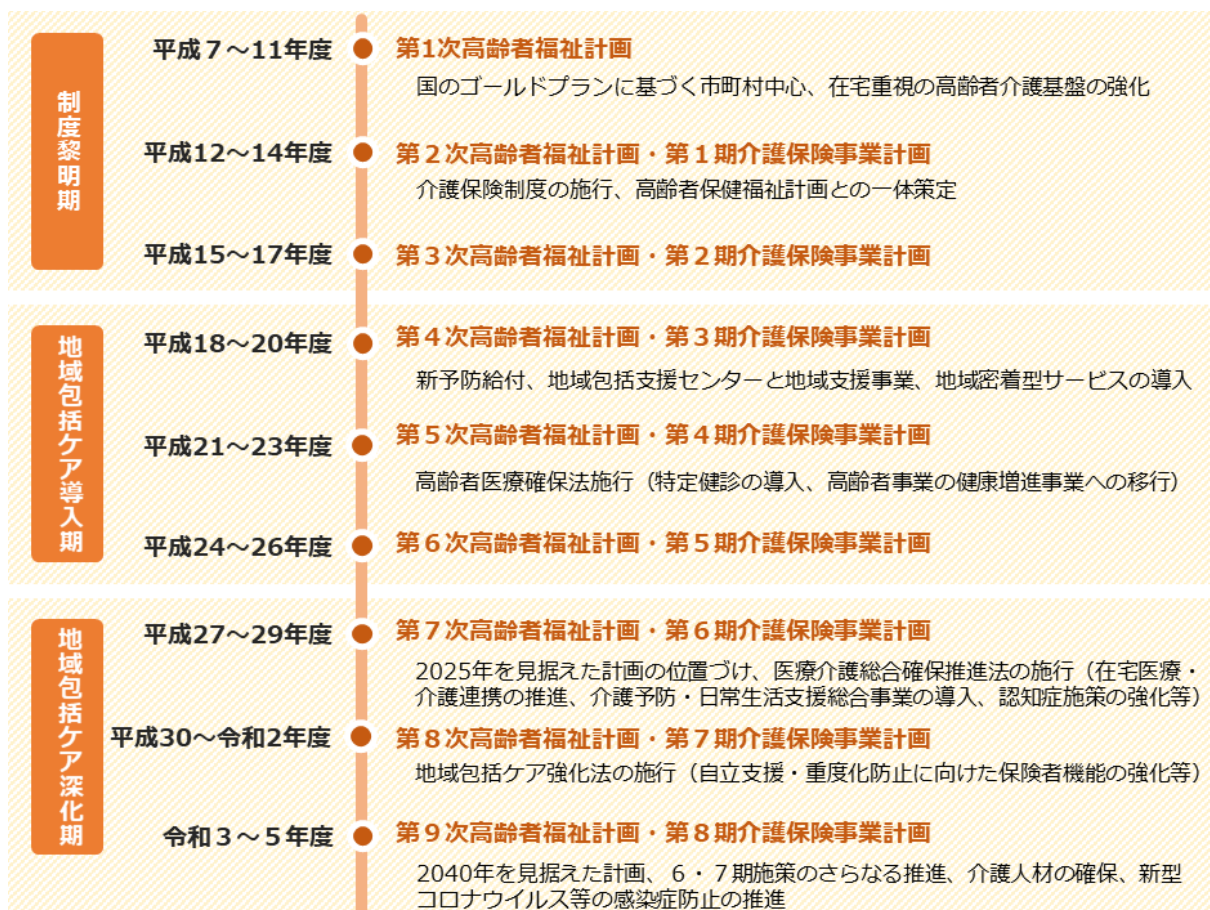 制度黎明期
平成７～11年度
第1次高齢者福祉計画
国のゴールドプランに基づく市町村中心、在宅重視の高齢者介護基盤の強化
平成12～14年度
第２次高齢者福祉計画・第１期介護保険事業計画
介護保険制度の施行、高齢者保健福祉計画との一体策定
平成15～17年度
第３次高齢者福祉計画・第２期介護保険事業計画
地域包括ケア導入期
平成18～20年度
第４次高齢者福祉計画・第３期介護保険事業計画
新予防給付、地域包括支援センターと地域支援事業、地域密着型サービスの導入
平成21～23年度
第５次高齢者福祉計画・第４期介護保険事業計画
高齢者医療確保法施行（特定健診の導入、高齢者事業の健康増進事業への移行）
平成24～26年度
第６次高齢者福祉計画・第５期介護保険事業計画
地域包括ケア深化期
平成27～29年度
第７次高齢者福祉計画・第６期介護保険事業計画
2025年を見据えた計画の位置づけ、医療介護総合確保推進法の施行（在宅医療・
介護連携の推進、介護予防・日常生活支援総合事業の導入、認知症施策の強化等）
平成30～令和2年度
第８次高齢者福祉計画・第７期介護保険事業計画
地域包括ケア強化法の施行（自立支援・重度化防止に向けた保険者機能の強化等）
令和３～５年度
第９次高齢者福祉計画・第８期介護保険事業計画
2040年を見据えた計画、６・７期施策のさらなる推進、介護人材の確保、新型
コロナウイルス等の感染症防止の推進